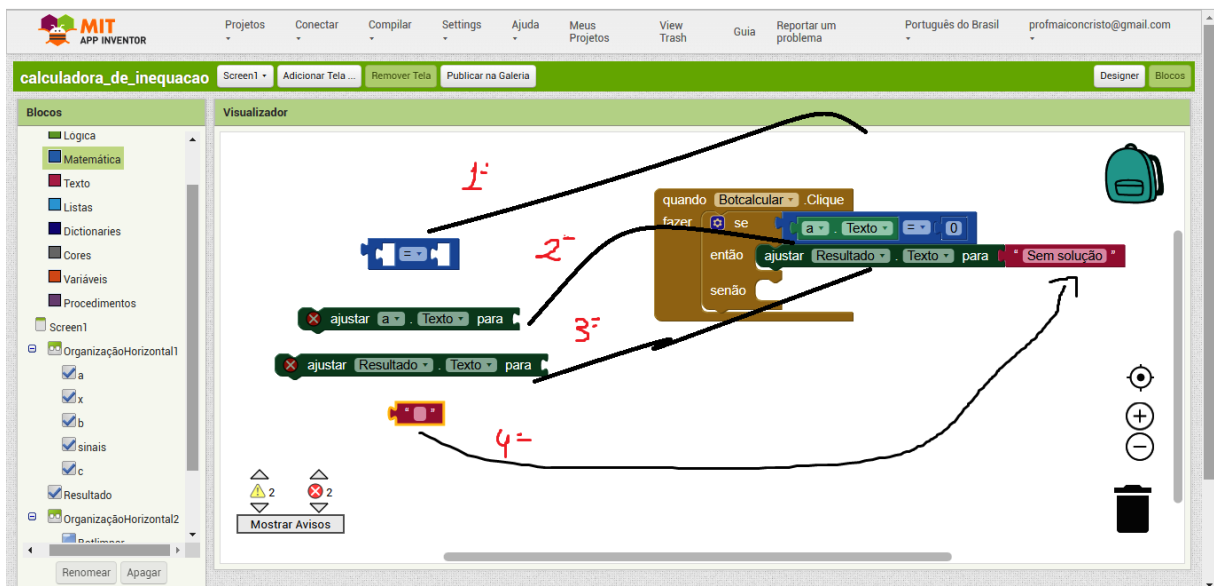 MIT
APP INVENTOR
Projetos
Conectar
Compilar
Settings
Ajuda
Meus
Projetos
View
Trash
Guia
Reportar um
problema
Português do Brasil
profmaiconcristo@gmail.com
calculadora_de_inequacao
Screen1
Adicionar Tela ...
Remover Tela
Publicar na Galeria
Designer
Blocos
Blocos
Visualizador
Lógica
Matemática
Texto
Listas
Dictionaries
Cores
Variáveis
Procedimentos
Screen1
OrganizaçãoHorizontal1
a
x
b
sinais
c
Resultado
OrganizaçãoHorizontal2
Botlimper
Renomear
Apagar
1=
=
2=
ajustar a . Texto para
3=
ajustar Resultado . Texto para
" "
4=
quando Botcalcular .Clique
fazer se a . Texto = 0
então ajustar Resultado . Texto para " Sem solução "
senão
2
2
Mostrar Avisos